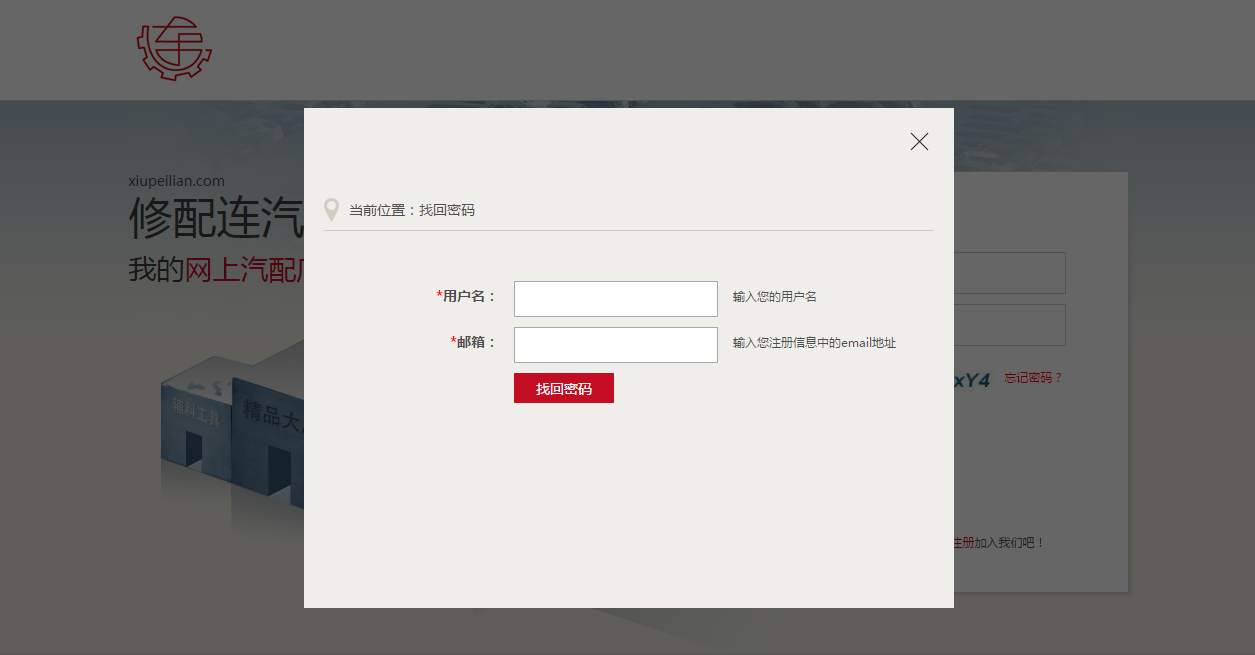 xiupeilian.com
修配连汽
我的网上汽配
辅料工具
精品大
当前位置：找回密码
*用户名：
输入您的用户名
*邮箱：
输入您注册信息中的email地址
找回密码
xY4
忘记密码？
注册加入我们吧！